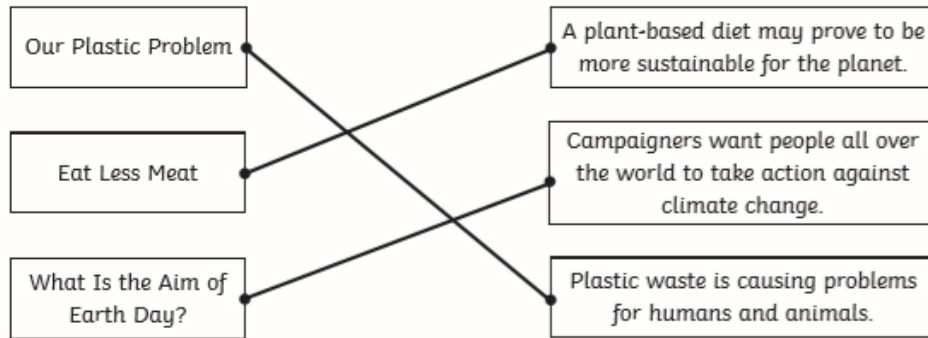 Our Plastic Problem
Eat Less Meat
What Is the Aim of
Earth Day?
A plant-based diet may prove to be
more sustainable for the planet.
Campaigners want people all over
the world to take action against
climate change.
Plastic waste is causing problems
for humans and animals.